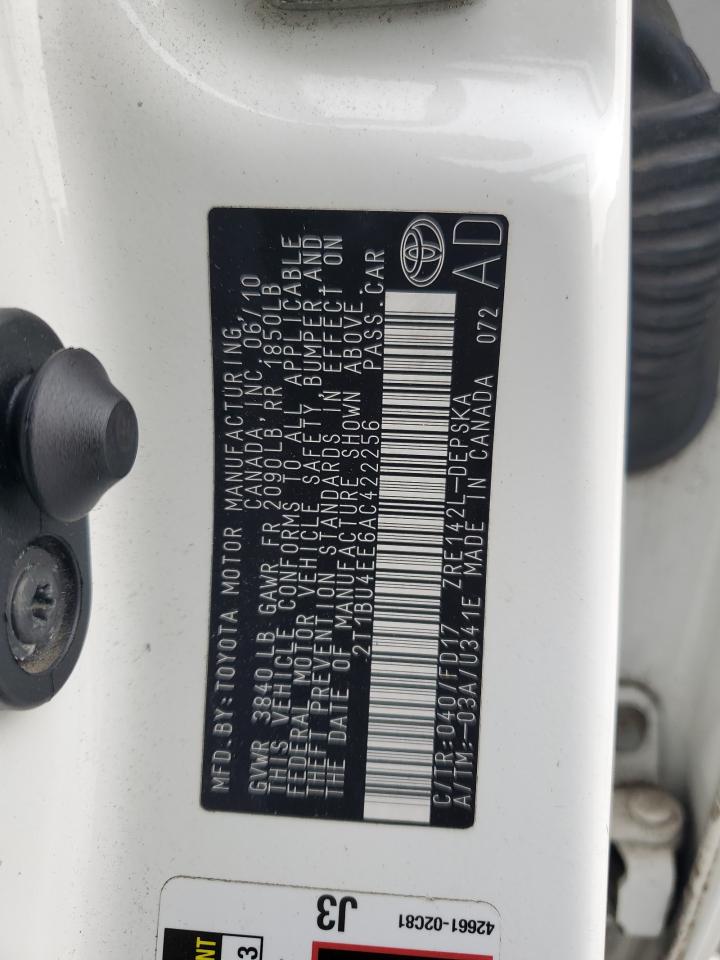 MFD.BY:TOYOTA MOTOR MANUFACTURING,
CANADA,INC. 06/10
GVWR 3840LB GAWR FR 2090LB RR 1850LB
THIS VEHICLE CONFORMS TO ALL APPLICABLE
FEDERAL MOTOR VEHICLE SAFETY, BUMPER, AND
THEFT PREVENTION STANDARDS IN EFFECT ON
THE DATE OF MANUFACTURE SHOWN ABOVE.
2T1BU4EE6AC422256 PASS.CAR
C/TR:040/FD17 ZRE142L-DEPSKA 072
A/TM:-03A/U341E MADE IN CANADA
AD
J3
42661-02C81
3